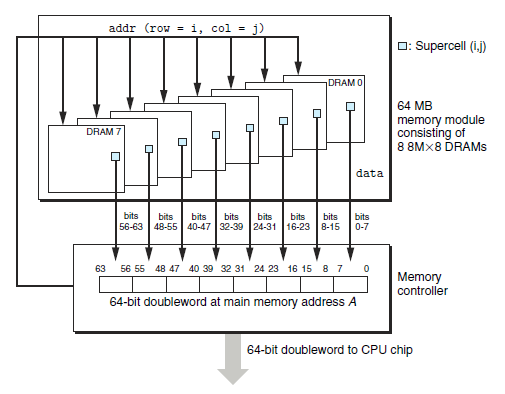 addr (row = i, col = j)
: Supercell (i,j)
DRAM 0
DRAM 7
64 MB
memory module
consisting of
8 8M×8 DRAMs
data
bits
56-63
bits
48-55
bits
40-47
bits
32-39
bits
24-31
bits
16-23
bits
8-15
bits
0-7
63 56 55 48 47 40 39 32 31 24 23 16 15 8 7 0
64-bit doubleword at main memory address A
Memory
controller
64-bit doubleword to CPU chip